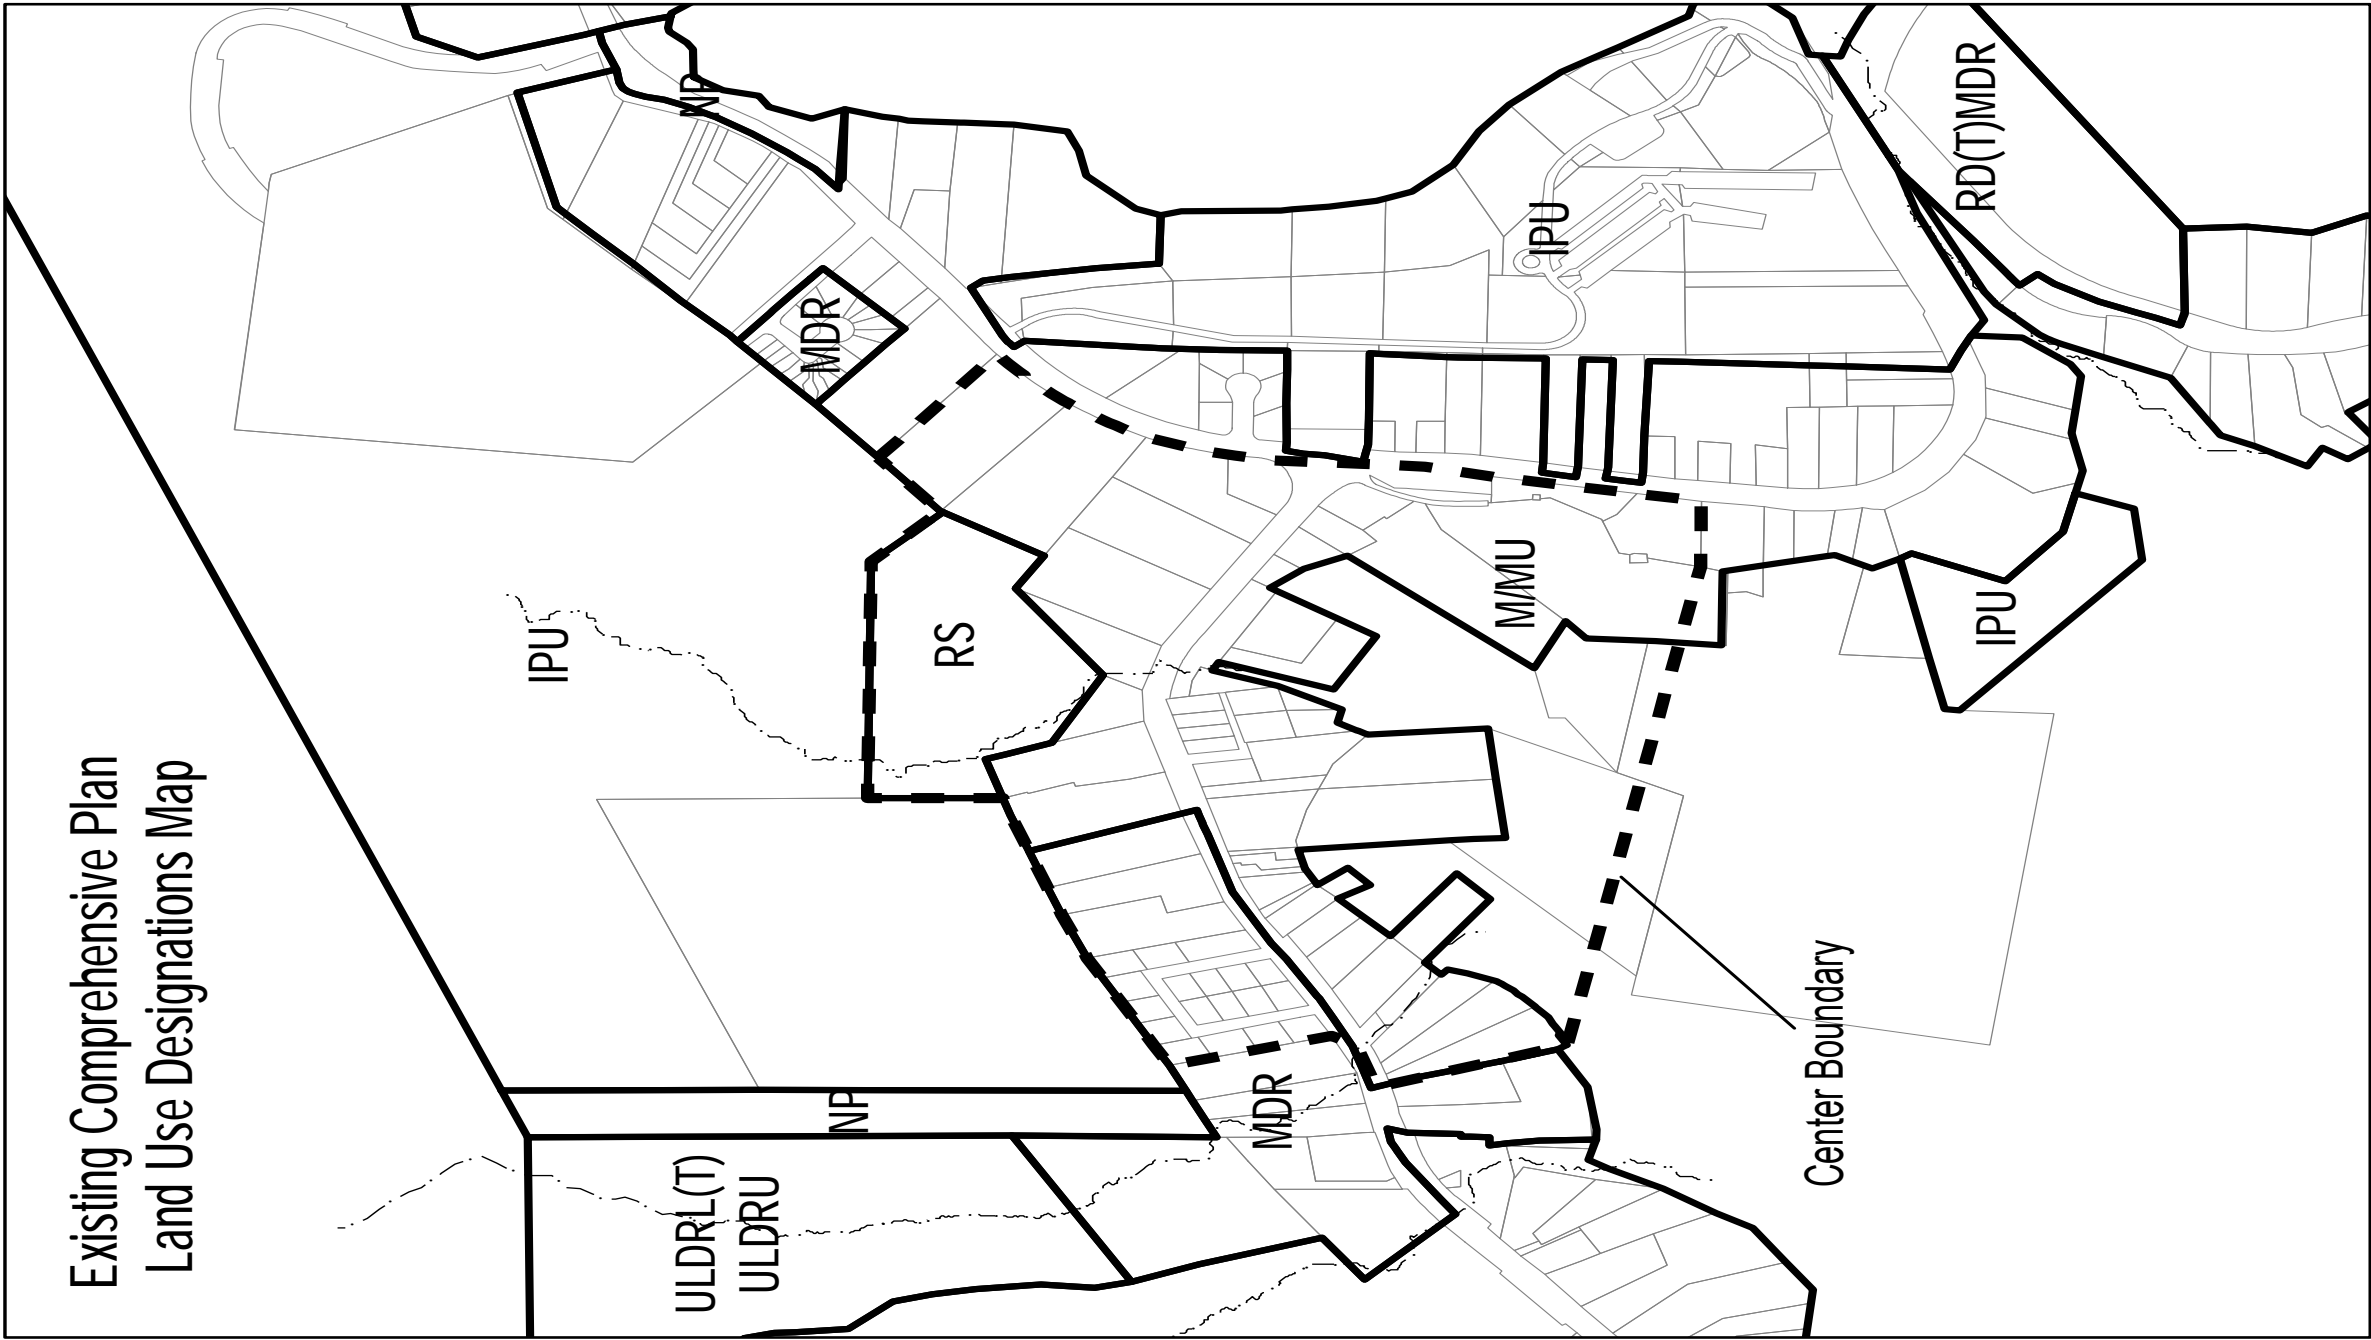 Existing Comprehensive Plan
Land Use Designations Map
NP
RD(T)MDR
IPU
MDR
IPU
RS
M/MU
IPU
NP
MDR
ULDRL(T)
ULDRU
Center Boundary